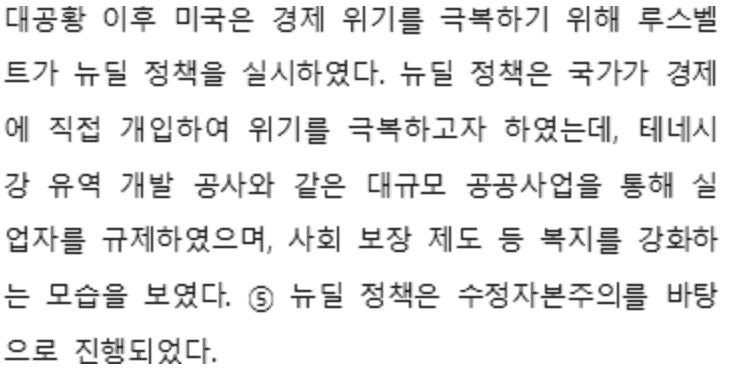 대공황 이후 미국은 경제 위기를 극복하기 위해 루스벨
트가 뉴딜 정책을 실시하였다. 뉴딜 정책은 국가가 경제
에 직접 개입하여 위기를 극복하고자 하였는데, 테네시
강 유역 개발 공사와 같은 대규모 공공사업을 통해 실
업자를 규제하였으며, 사회 보장 제도 등 복지를 강화하
는 모습을 보였다. ⑤ 뉴딜 정책은 수정자본주의를 바탕
으로 진행되었다.